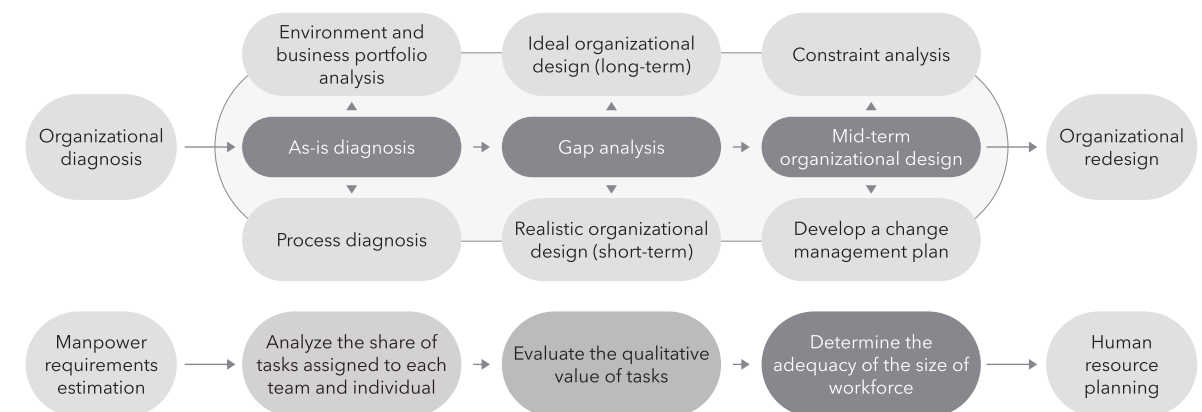 Environment and
business portfolio
analysis
Ideal organizational
design (long-term)
Constraint analysis
Organizational
diagnosis
As-is diagnosis
Gap analysis
Mid-term
organizational design
Organizational
redesign
Process diagnosis
Realistic organizational
design (short-term)
Develop a change
management plan
Manpower
requirements
estimation
Analyze the share of
tasks assigned to each
team and individual
Evaluate the qualitative
value of tasks
Determine the
adequacy of the size of
workforce
Human
resource
planning